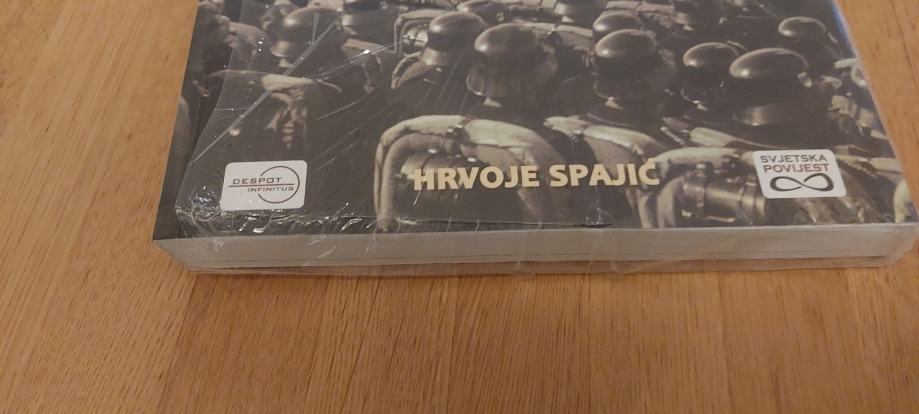 DESPOT
INFINITUS
HRVOJE SPAJIĆ
SVJETSKA
POVIJEST